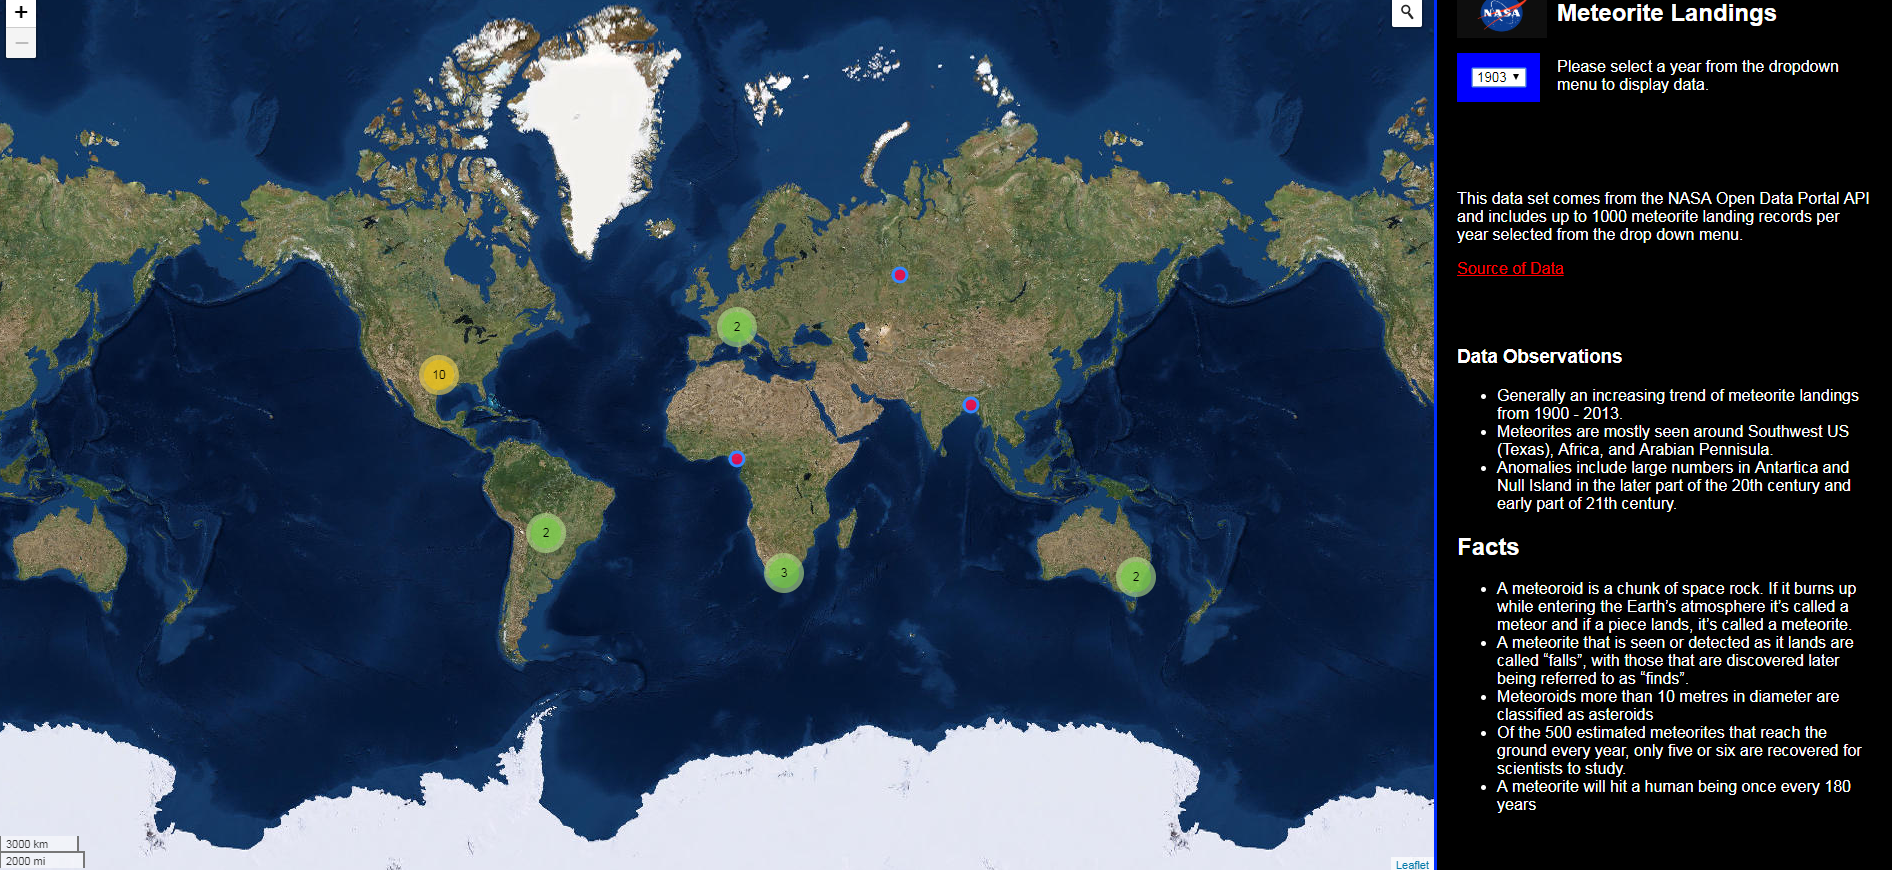 +
−
NASA
Meteorite Landings
1903
Please select a year from the dropdown
menu to display data.
This data set comes from the NASA Open Data Portal API
and includes up to 1000 meteorite landing records per
year selected from the drop down menu.
Source of Data
Data Observations
• Generally an increasing trend of meteorite landings
from 1900 - 2013.
• Meteorites are mostly seen around Southwest US
(Texas), Africa, and Arabian Pennisula.
• Anomalies include large numbers in Antartica and
Null Island in the later part of the 20th century and
early part of 21th century.
Facts
• A meteoroid is a chunk of space rock. If it burns up
while entering the Earth’s atmosphere it’s called a
meteor and if a piece lands, it’s called a meteorite.
• A meteorite that is seen or detected as it lands are
called “falls”, with those that are discovered later
being referred to as “finds”.
• Meteoroids more than 10 metres in diameter are
classified as asteroids
• Of the 500 estimated meteorites that reach the
ground every year, only five or six are recovered for
scientists to study.
• A meteorite will hit a human being once every 180
years
2
10
2
3
2
3000 km
2000 mi
Leaflet